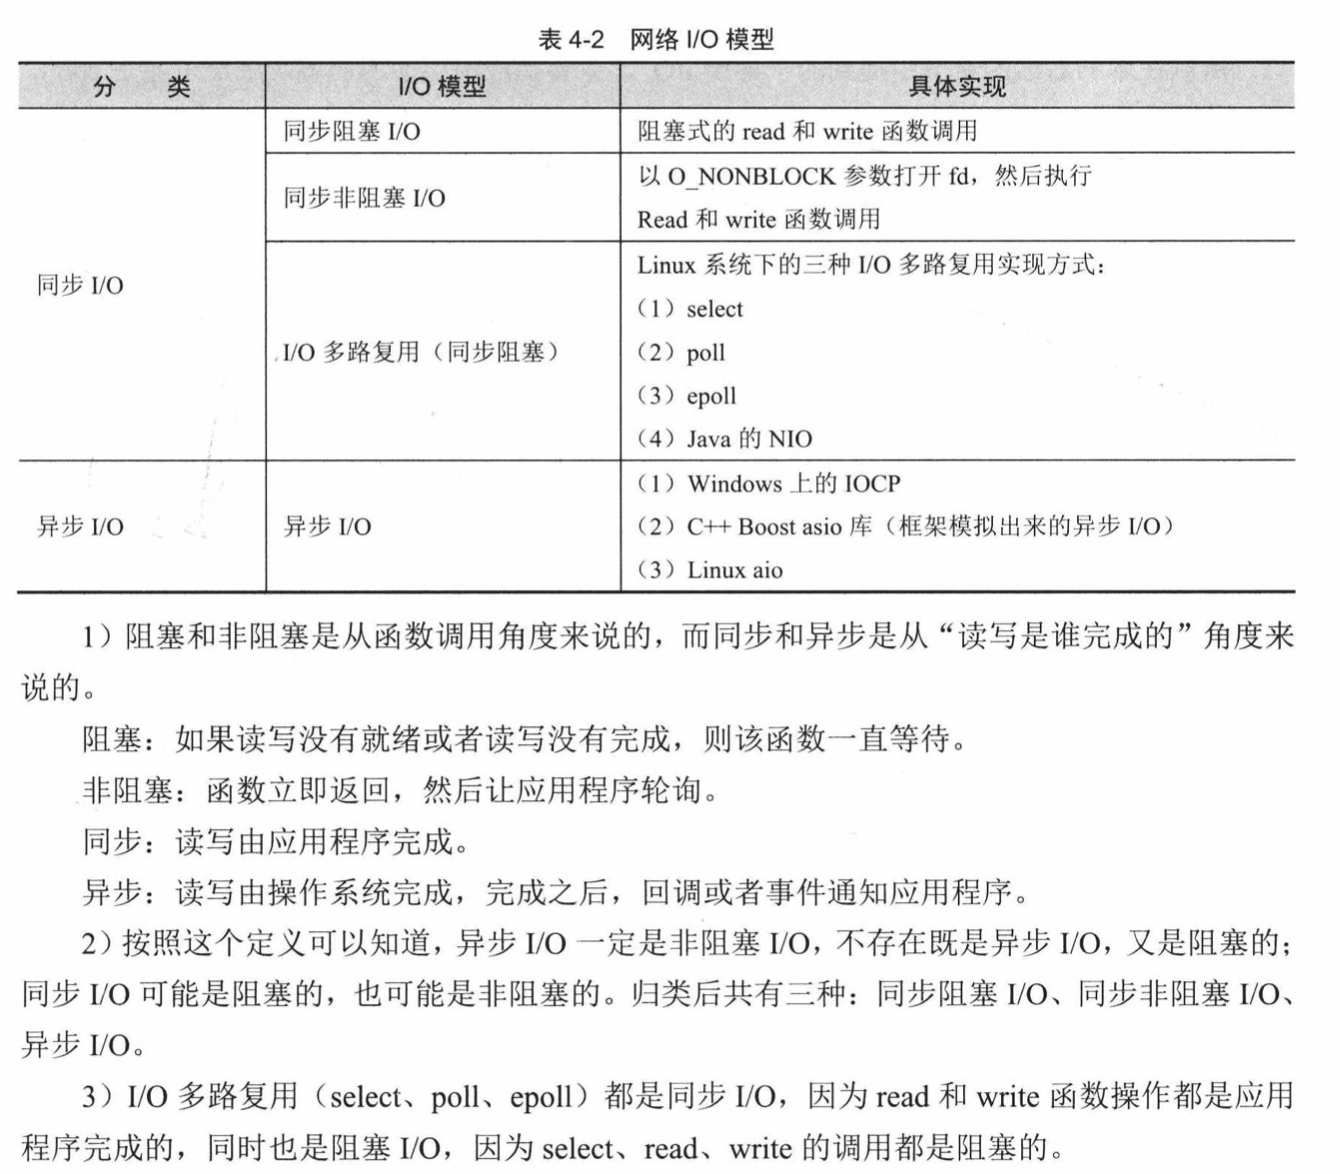 表 4-2 网络 I/O 模型
分 类 I/O 模型 具体实现
同步阻塞 I/O 阻塞式的 read 和 write 函数调用
同步非阻塞 I/O 以 O_NONBLOCK 参数打开 fd，然后执行
Read 和 write 函数调用
同步 I/O
I/O 多路复用（同步阻塞） Linux 系统下的三种 I/O 多路复用实现方式：
（1）select
（2）poll
（3）epoll
（4）Java 的 NIO
异步 I/O 异步 I/O （1）Windows 上的 IOCP
（2）C++ Boost asio 库（框架模拟出来的异步 I/O）
（3）Linux aio
1）阻塞和非阻塞是从函数调用角度来说的，而同步和异步是从“读写是谁完成的”角度来
说的。
阻塞：如果读写没有就绪或者读写没有完成，则该函数一直等待。
非阻塞：函数立即返回，然后让应用程序轮询。
同步：读写由应用程序完成。
异步：读写由操作系统完成，完成之后，回调或者事件通知应用程序。
2）按照这个定义可以知道，异步 I/O 一定是非阻塞 I/O，不存在既是异步 I/O，又是阻塞的；
同步 I/O 可能是阻塞的，也可能是非阻塞的。归类后共有三种：同步阻塞 I/O、同步非阻塞 I/O、
异步 I/O。
3）I/O 多路复用（select、poll、epoll）都是同步 I/O，因为 read 和 write 函数操作都是应用
程序完成的，同时也是阻塞 I/O，因为 select、read、write 的调用都是阻塞的。